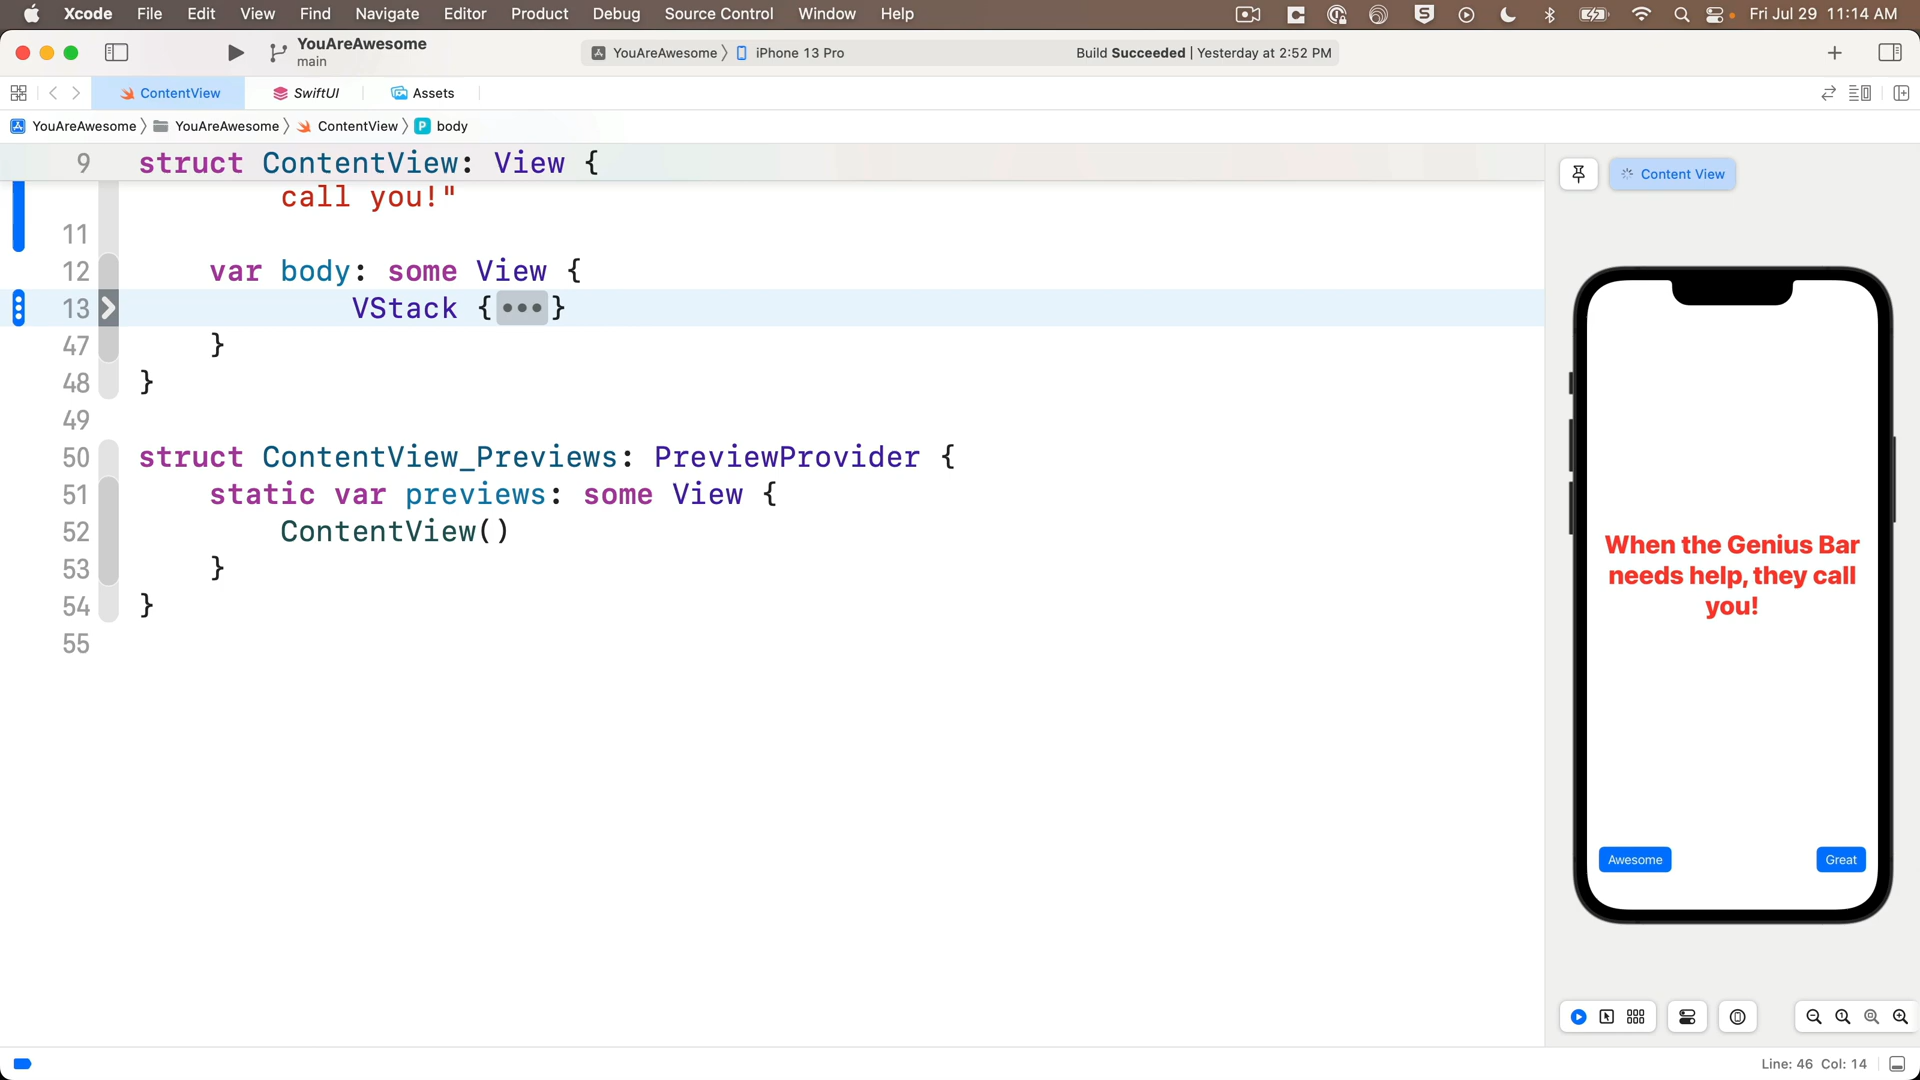 Xcode File Edit View Find Navigate Editor Product Debug Source Control Window Help Fri Jul 29 11:14 AM
YouAreAwesome
main
YouAreAwesome 〉 iPhone 13 Pro Build Succeeded | Yesterday at 2:52 PM
ContentView SwiftUI Assets
YouAreAwesome 〉 YouAreAwesome 〉 ContentView 〉 body
9 struct ContentView: View {
call you!"
11
12 var body: some View {
13 VStack {•••}
47 }
48 }
49
50 struct ContentView_Previews: PreviewProvider {
51 static var previews: some View {
52 ContentView()
53 }
54 }
55
Content View
When the Genius Bar
needs help, they call
you!
Awesome Great
Line: 46 Col: 14